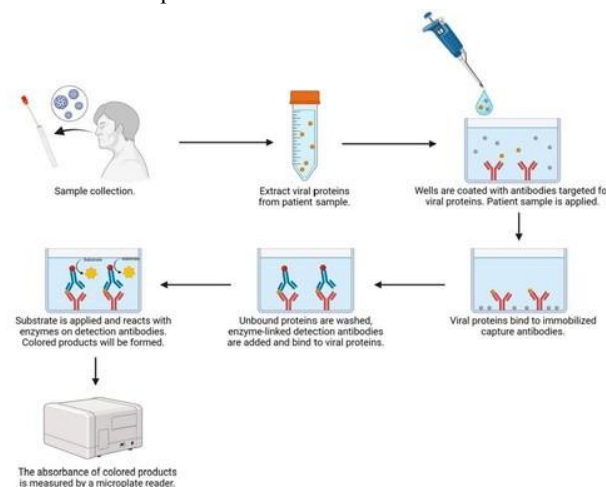 Sample collection.
Extract viral proteins
from patient sample.
Wells are coated with antibodies targeted for
viral proteins. Patient sample is applied.
Substrate
Substrate
Substrate is applied and reacts with
enzymes on detection antibodies.
Colored products will be formed.
Unbound proteins are washed,
enzyme-linked detection antibodies
are added and bind to viral proteins.
Viral proteins bind to immobilized
capture antibodies.
The absorbance of colored products
is measured by a microplate reader.